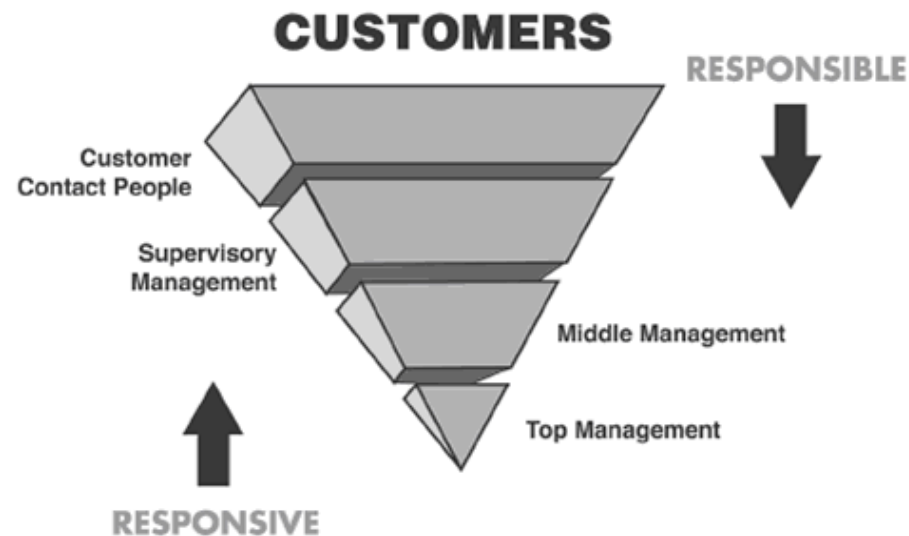 CUSTOMERS
RESPONSIBLE
Customer
Contact People
Supervisory
Management
Middle Management
Top Management
RESPONSIVE